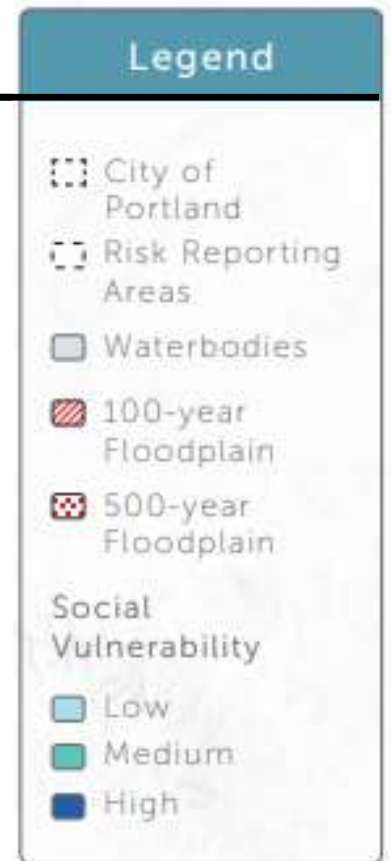 Legend
City of
Portland
Risk Reporting
Areas
Waterbodies
100-year
Floodplain
500-year
Floodplain
Social
Vulnerability
Low
Medium
High